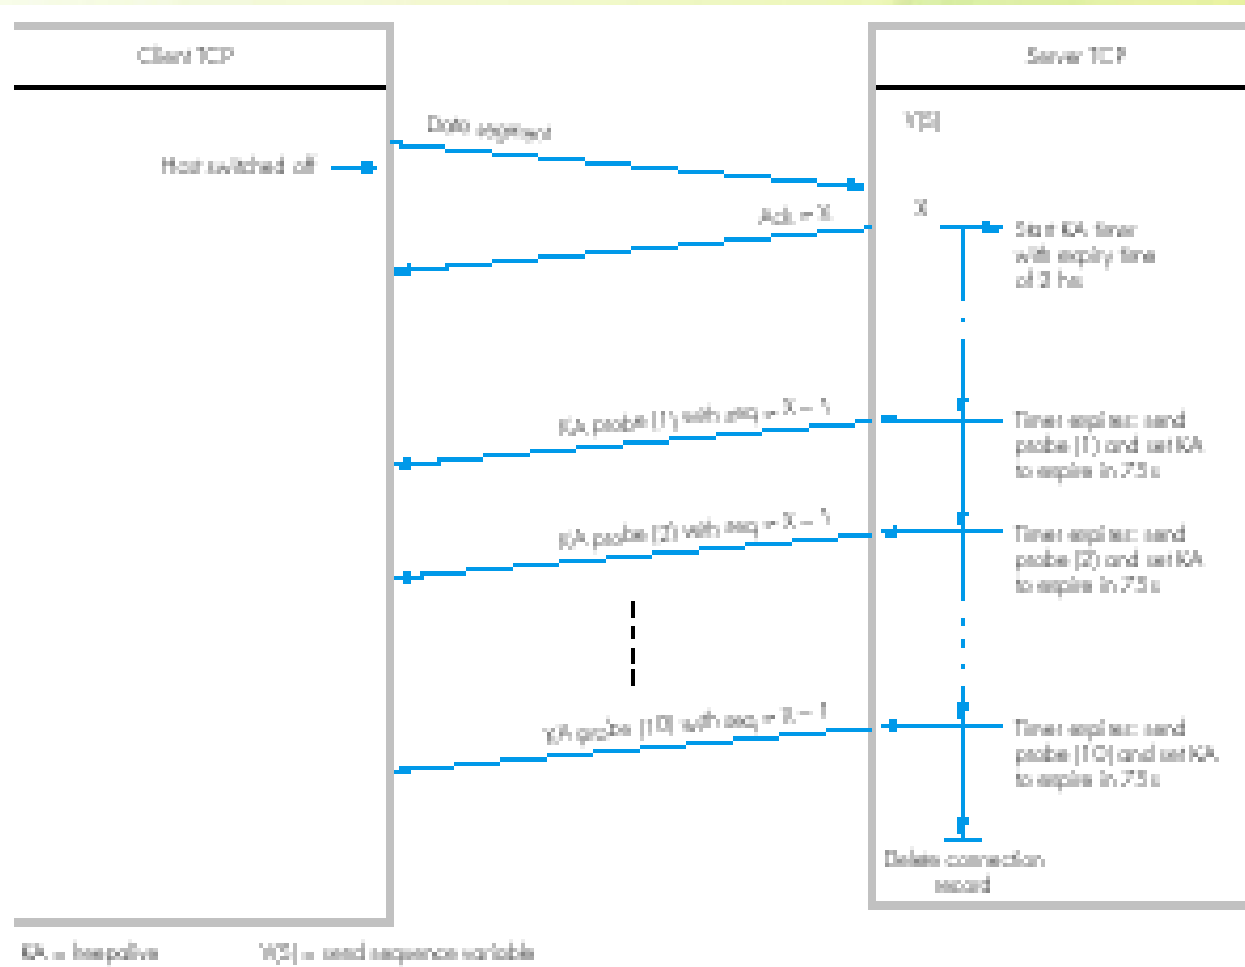 Client TCP
Server TCP
V(S)
Data segment
Host switched off
Ack = X
X
Start KA timer
with expiry time
of 2 hs
KA probe (1) with seq = X – 1
Timer expires: send
probe (1) and set KA
to expire in 75s
KA probe (2) with seq = X – 1
Timer expires: send
probe (2) and set KA
to expire in 75s
KA probe (10) with seq = X – 1
Timer expires: send
probe (10) and set KA
to expire in 75s
Delete connection
record
KA = keepalive
V(S) = send sequence variable